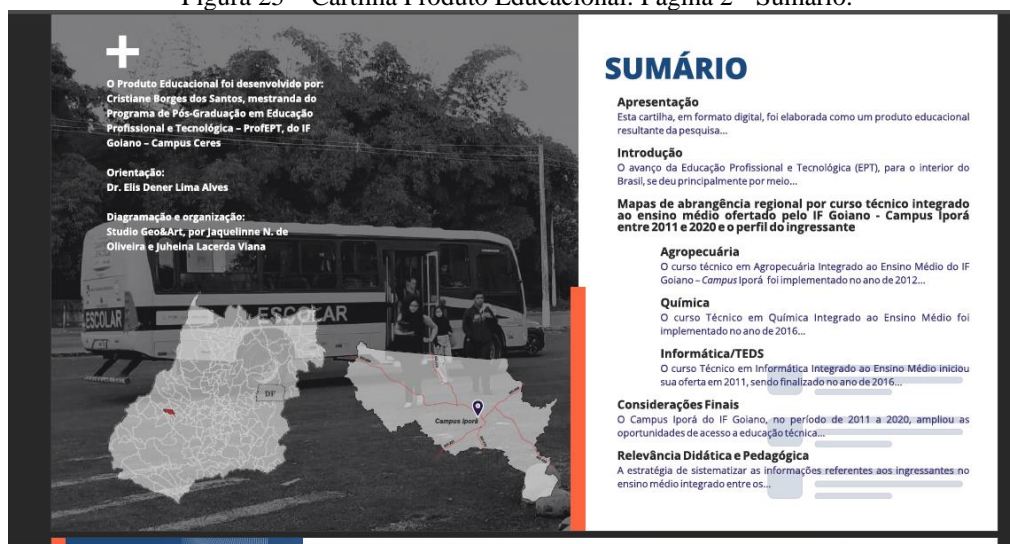 Figura 25 – Cartilha Produto Educacional: Página 2 - Sumário.
O Produto Educacional foi desenvolvido por:
Cristiane Borges dos Santos, mestranda do
Programa de Pós-Graduação em Educação
Profissional e Tecnológica – ProfEPT, do IF
Goiano – Campus Ceres
Orientação:
Dr. Elis Dener Lima Alves
Diagramação e organização:
Studio Geo&Art, por Jaquelinne N. de
Oliveira e Juheina Lacerda Viana
ESCOLAR
ESCOLAR
DF
Campus Iporá
SUMÁRIO
Apresentação
Esta cartilha, em formato digital, foi elaborada como um produto educacional
resultante da pesquisa...
Introdução
O avanço da Educação Profissional e Tecnológica (EPT), para o interior do
Brasil, se deu principalmente por meio...
Mapas de abrangência regional por curso técnico integrado
ao ensino médio ofertado pelo IF Goiano - Campus Iporá
entre 2011 e 2020 e o perfil do ingressante
Agropecuária
O curso técnico em Agropecuária Integrado ao Ensino Médio do IF
Goiano – Campus Iporá foi implementado no ano de 2012...
Química
O curso Técnico em Química Integrado ao Ensino Médio foi
implementado no ano de 2016...
Informática/TEDS
O curso Técnico em Informática Integrado ao Ensino Médio iniciou
sua oferta em 2011, sendo finalizado no ano de 2016...
Considerações Finais
O Campus Iporá do IF Goiano, no período de 2011 a 2020, ampliou as
oportunidades de acesso a educação técnica...
Relevância Didática e Pedagógica
A estratégia de sistematizar as informações referentes aos ingressantes no
ensino médio integrado entre os...